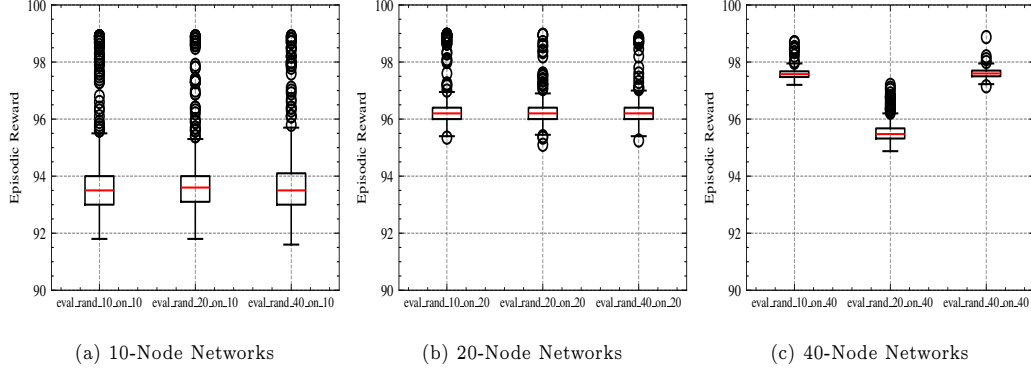 100
98
96
94
92
90
Episodic Reward
eval_rand_10_on_10
eval_rand_20_on_10
eval_rand_40_on_10
(a) 10-Node Networks
100
98
96
94
92
90
Episodic Reward
eval_rand_10_on_20
eval_rand_20_on_20
eval_rand_40_on_20
(b) 20-Node Networks
100
98
96
94
92
90
Episodic Reward
eval_rand_10_on_40
eval_rand_20_on_40
eval_rand_40_on_40
(c) 40-Node Networks